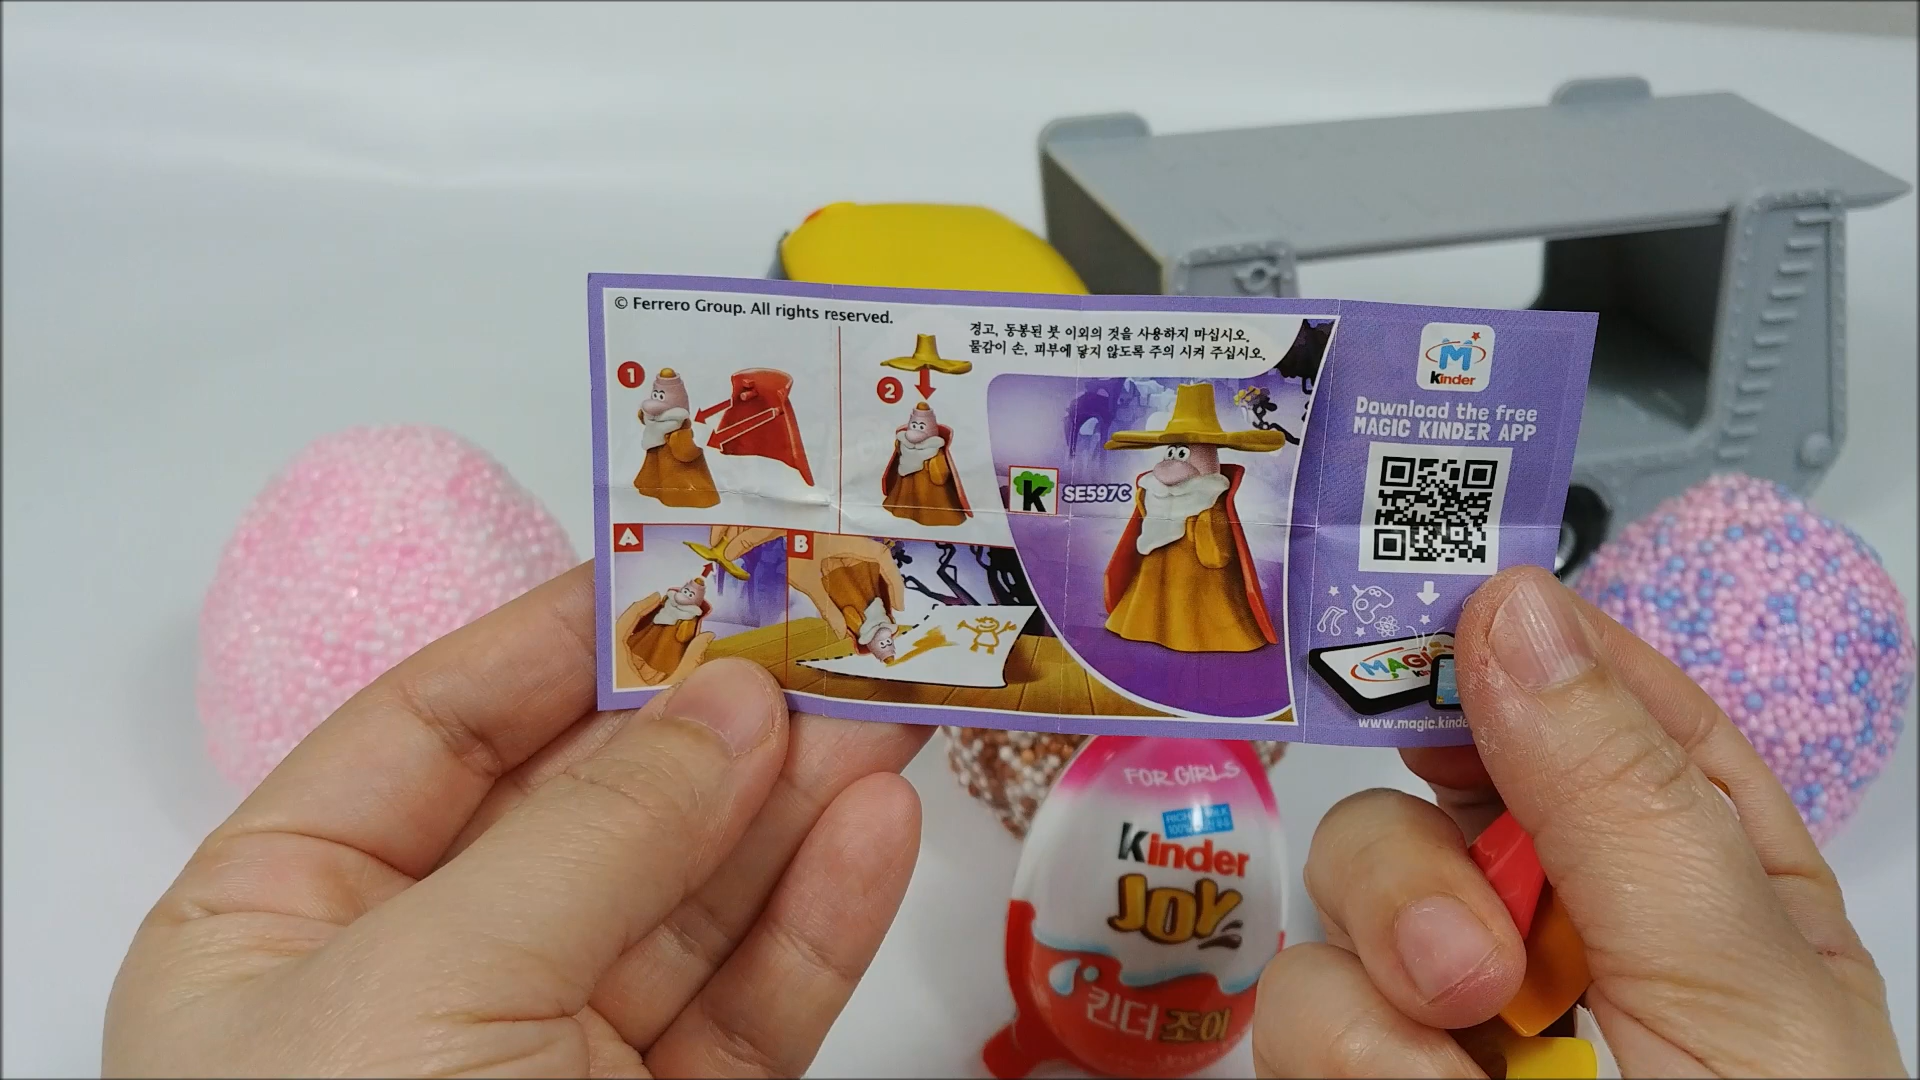 © Ferrero Group. All rights reserved.
경고, 동봉된 붓 이외의 것을 사용하지 마십시오.
물감이 손, 피부에 닿지 않도록 주의 시켜 주십시오.
1
2
A
B
k SE597C
M
Kinder
Download the free
MAGIC KINDER APP
MAGI
www.magic.kinde
FOR GIRLS
Kinder
JOY
킨더 조이